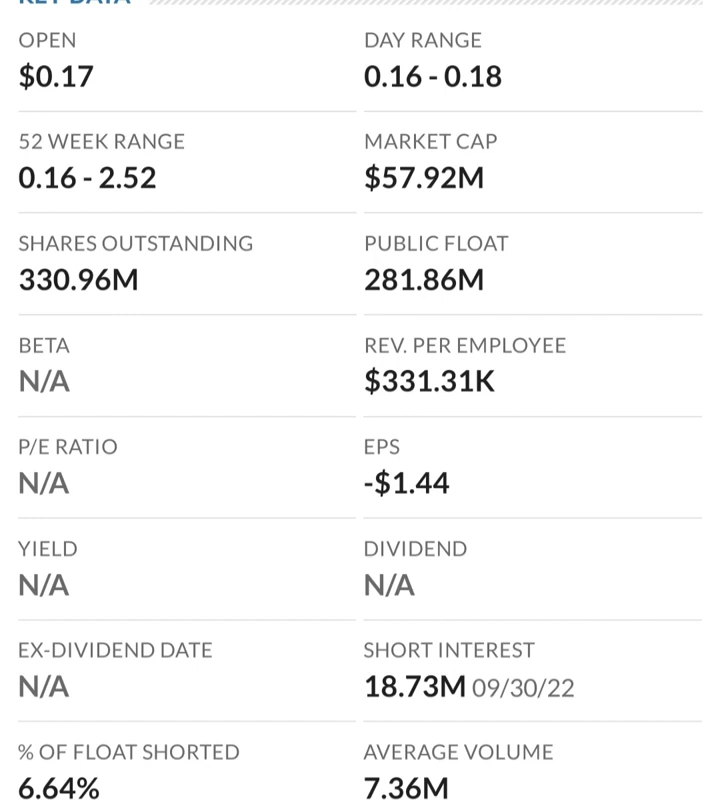 KEY DATA
OPEN
$0.17
DAY RANGE
0.16 - 0.18
52 WEEK RANGE
0.16 - 2.52
MARKET CAP
$57.92M
SHARES OUTSTANDING
330.96M
PUBLIC FLOAT
281.86M
BETA
N/A
REV. PER EMPLOYEE
$331.31K
P/E RATIO
N/A
EPS
-$1.44
YIELD
N/A
DIVIDEND
N/A
EX-DIVIDEND DATE
N/A
SHORT INTEREST
18.73M 09/30/22
% OF FLOAT SHORTED
6.64%
AVERAGE VOLUME
7.36M